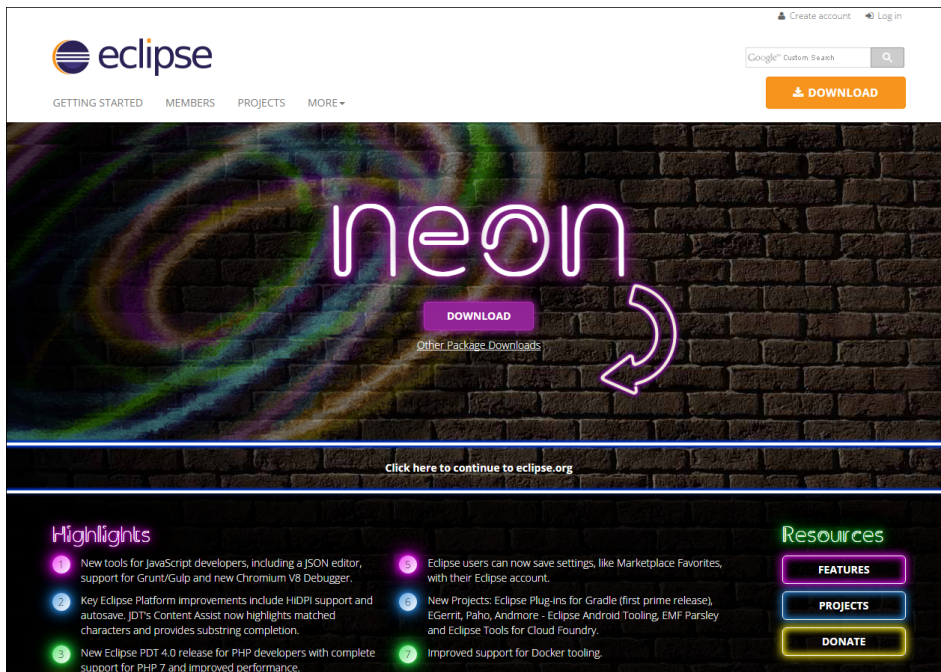 Create account Log in
eclipse
Google™ Custom Search
GETTING STARTED MEMBERS PROJECTS MORE
DOWNLOAD
neon
DOWNLOAD
Other Package Downloads
Click here to continue to eclipse.org
Highlights
1 New tools for JavaScript developers, including a JSON editor,
support for Grunt/Gulp and new Chromium V8 Debugger.
2 Key Eclipse Platform improvements include HiDPI support and
autosave. JDT's Content Assist now highlights matched
characters and provides substring completion.
3 New Eclipse PDT 4.0 release for PHP developers with complete
support for PHP 7 and improved performance.
5 Eclipse users can now save settings, like Marketplace Favorites,
with their Eclipse account.
6 New Projects: Eclipse Plug-ins for Gradle (first prime release),
EGerrit, Paho, Andmore - Eclipse Android Tooling, EMF Parsley
and Eclipse Tools for Cloud Foundry.
7 Improved support for Docker tooling.
Resources
FEATURES
PROJECTS
DONATE